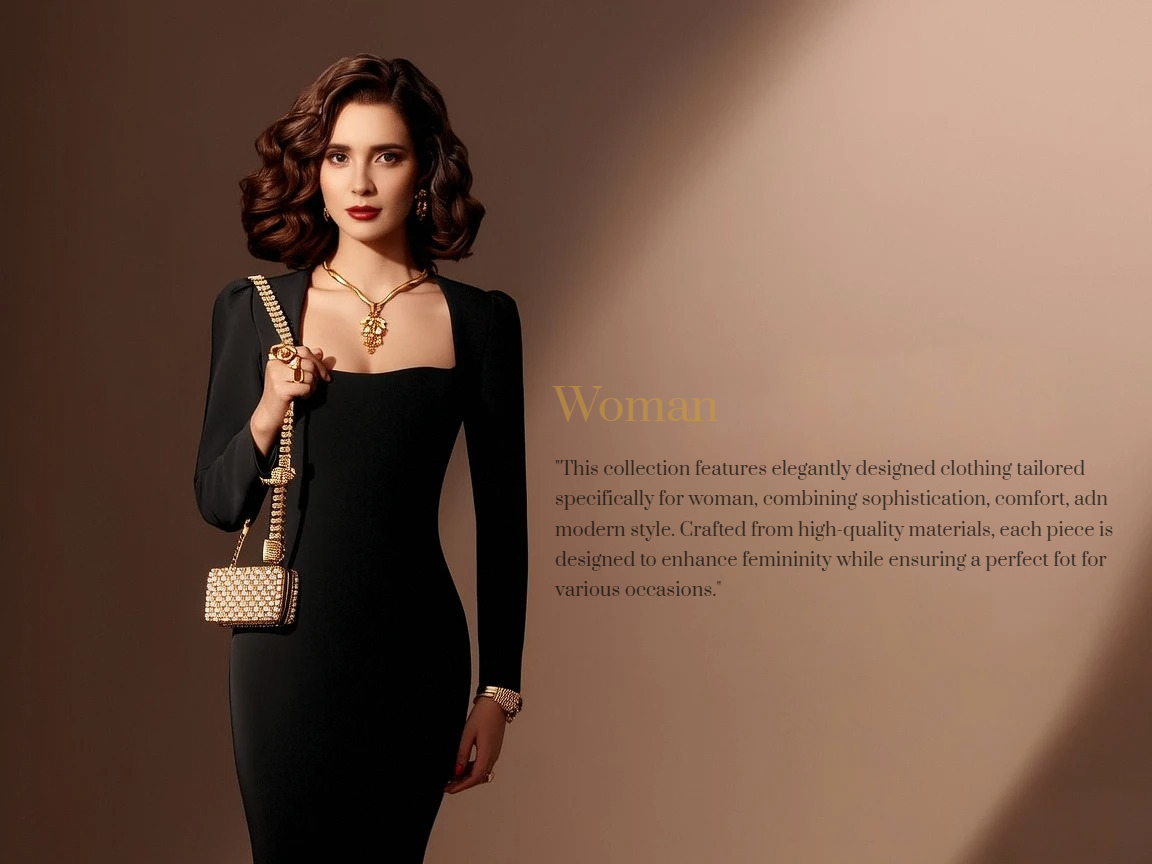 Woman
"This collection features elegantly designed clothing tailored
specifically for woman, combining sophistication, comfort, adn
modern style. Crafted from high-quality materials, each piece is
designed to enhance femininity while ensuring a perfect fot for
various occasions."